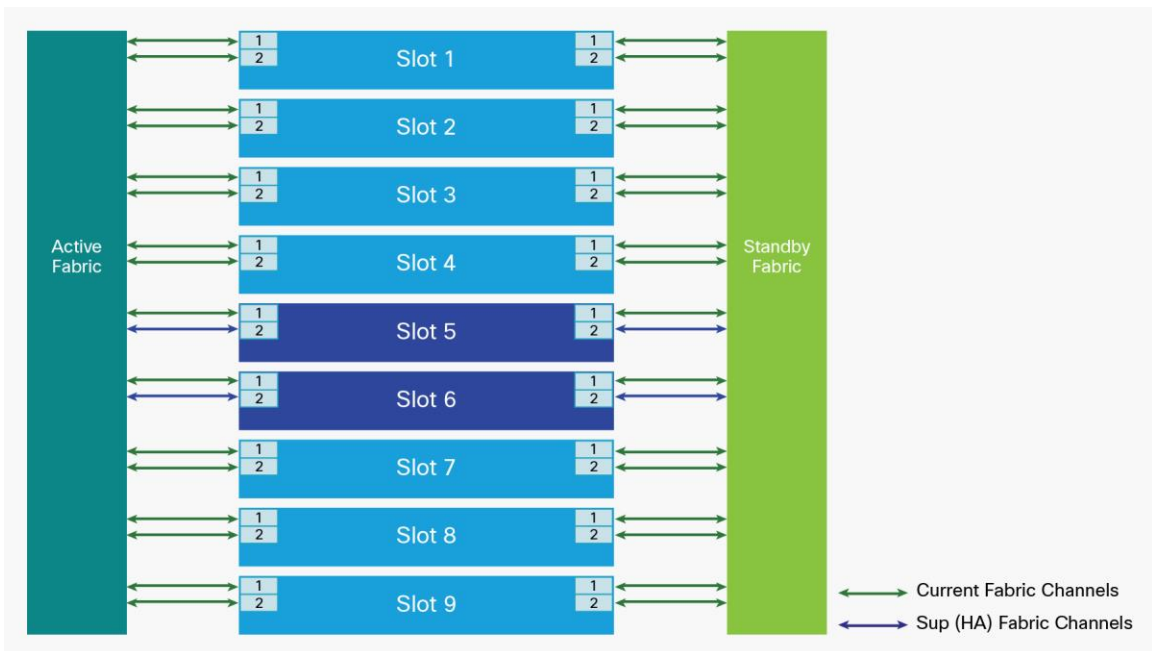 1 Slot 1 1
2 2
1 Slot 2 1
2 2
1 Slot 3 1
2 2
Active
Fabric
1 Slot 4 1
2 2
Standby
Fabric
1 Slot 5 1
2 2
1 Slot 6 1
2 2
1 Slot 7 1
2 2
1 Slot 8 1
2 2
1 Slot 9 1
2 2
Current Fabric Channels
Sup (HA) Fabric Channels